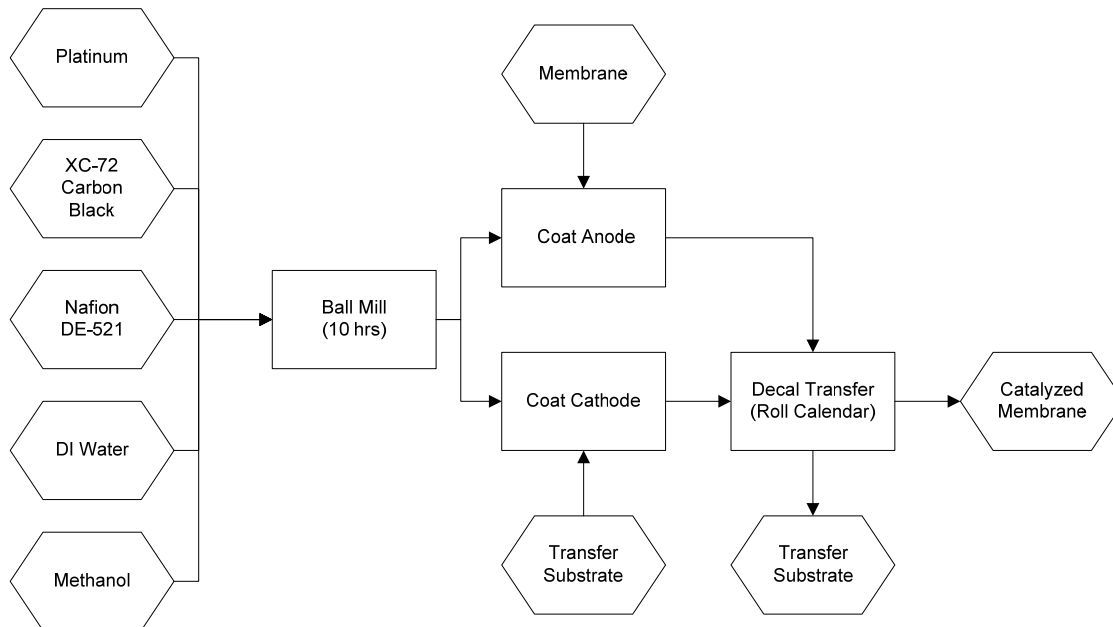 Platinum
XC-72
Carbon
Black
Nafion
DE-521
DI Water
Methanol
Ball Mill
(10 hrs)
Membrane
Coat Anode
Coat Cathode
Transfer
Substrate
Decal Transfer
(Roll Calendar)
Transfer
Substrate
Catalyzed
Membrane